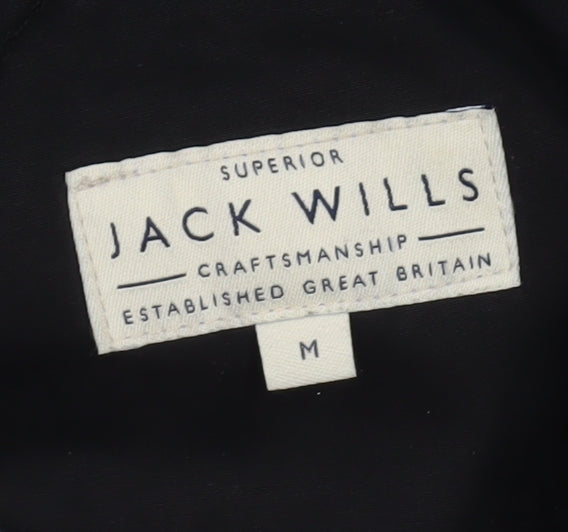 SUPERIOR
JACK WILLS
CRAFTSMANSHIP
ESTABLISHED GREAT BRITAIN
M